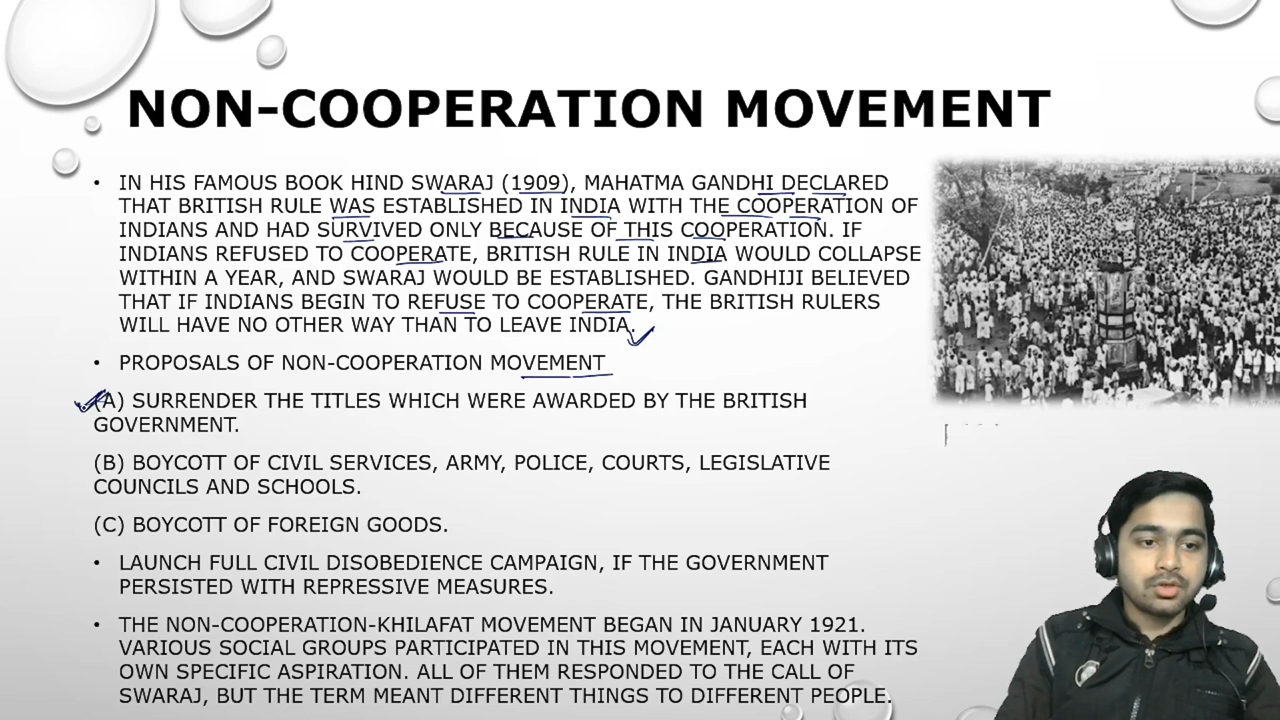 NON-COOPERATION MOVEMENT
• IN HIS FAMOUS BOOK HIND SWARAJ (1909), MAHATMA GANDHI DECLARED
THAT BRITISH RULE WAS ESTABLISHED IN INDIA WITH THE COOPERATION OF
INDIANS AND HAD SURVIVED ONLY BECAUSE OF THIS COOPERATION. IF
INDIANS REFUSED TO COOPERATE, BRITISH RULE IN INDIA WOULD COLLAPSE
WITHIN A YEAR, AND SWARAJ WOULD BE ESTABLISHED. GANDHIJI BELIEVED
THAT IF INDIANS BEGIN TO REFUSE TO COOPERATE, THE BRITISH RULERS
WILL HAVE NO OTHER WAY THAN TO LEAVE INDIA.
• PROPOSALS OF NON-COOPERATION MOVEMENT
(A) SURRENDER THE TITLES WHICH WERE AWARDED BY THE BRITISH
GOVERNMENT.
(B) BOYCOTT OF CIVIL SERVICES, ARMY, POLICE, COURTS, LEGISLATIVE
COUNCILS AND SCHOOLS.
(C) BOYCOTT OF FOREIGN GOODS.
• LAUNCH FULL CIVIL DISOBEDIENCE CAMPAIGN, IF THE GOVERNMENT
PERSISTED WITH REPRESSIVE MEASURES.
• THE NON-COOPERATION-KHILAFAT MOVEMENT BEGAN IN JANUARY 1921.
VARIOUS SOCIAL GROUPS PARTICIPATED IN THIS MOVEMENT, EACH WITH ITS
OWN SPECIFIC ASPIRATION. ALL OF THEM RESPONDED TO THE CALL OF
SWARAJ, BUT THE TERM MEANT DIFFERENT THINGS TO DIFFERENT PEOPLE.